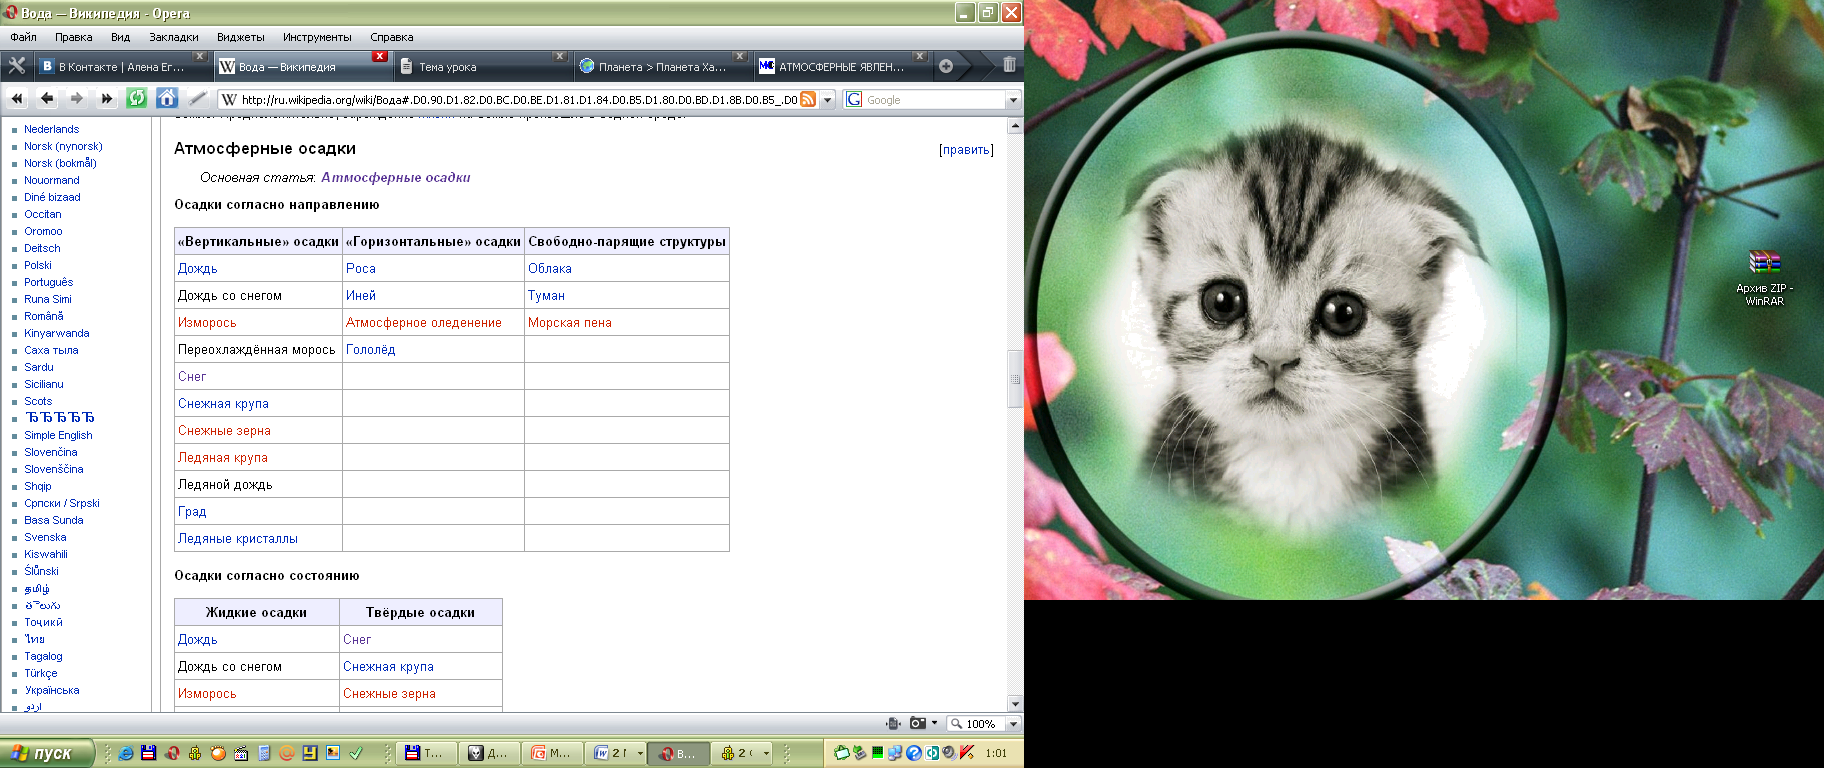 Вода — Википедия - Opera
Файл Правка Вид Закладки Виджеты Инструменты Справка
В Контакте | Алена Ег... Вода — Википедия Тема урока Планета > Планета Ха... АТМОСФЕРНЫЕ ЯВЛЕН...
http://ru.wikipedia.org/wiki/Вода#.D0.90.D1.82.D0.BC.D0.BE.D1.81.D1.84.D0.B5.D1.80.D0.BD.D1.8B.D0.B5_.D0
Google
Nederlands
Norsk (nynorsk)
Norsk (bokmål)
Nouormand
Diné bizaad
Occitan
Oromoo
Deitsch
Polski
Português
Runa Simi
Română
Kinyarwanda
Саха тыла
Sardu
Sicilianu
Scots
ЂЂЂЂЂ
Simple English
Slovenčina
Slovenščina
Shqip
Српски / Srpski
Basa Sunda
Svenska
Kiswahili
Ślůnski
தமிழ்
తెలుగు
Тоҷикӣ
ไทย
Tagalog
Türkçe
Українська
اردو
Атмосферные осадки
[править]
Основная статья: Атмосферные осадки
Осадки согласно направлению
«Вертикальные» осадки «Горизонтальные» осадки Свободно-парящие структуры
Дождь Роса Облака
Дождь со снегом Иней Туман
Изморось Атмосферное оледенение Морская пена
Переохлаждённая морось Гололёд
Снег
Снежная крупа
Снежные зерна
Ледяная крупа
Ледяной дождь
Град
Ледяные кристаллы
Осадки согласно состоянию
Жидкие осадки Твёрдые осадки
Дождь Снег
Дождь со снегом Снежная крупа
Изморось Снежные зерна
100%
пуск
Т... Д... М... 2 В... 2
1:01
Архив ZIP -
WinRAR